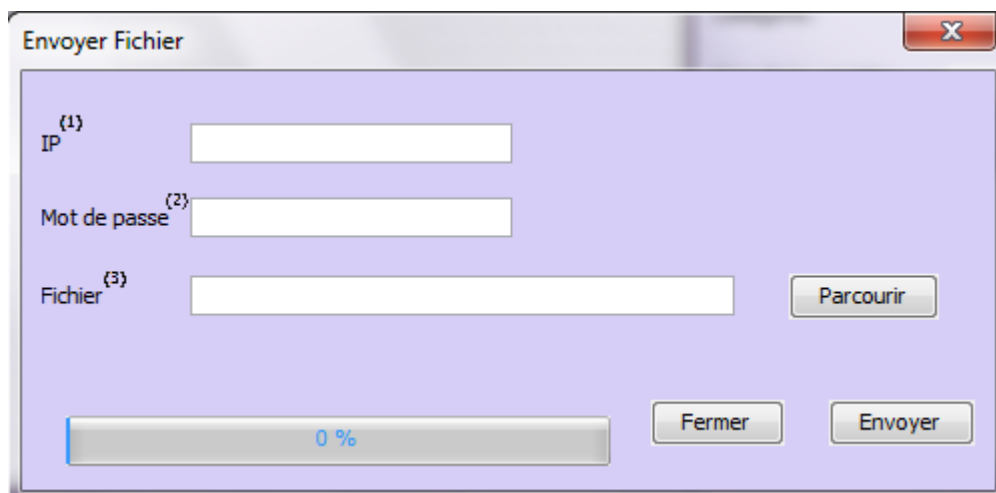 Envoyer Fichier
X
IP{1}
Mot de passe{2}
Fichier{3}
Parcourir
0 %
Fermer
Envoyer